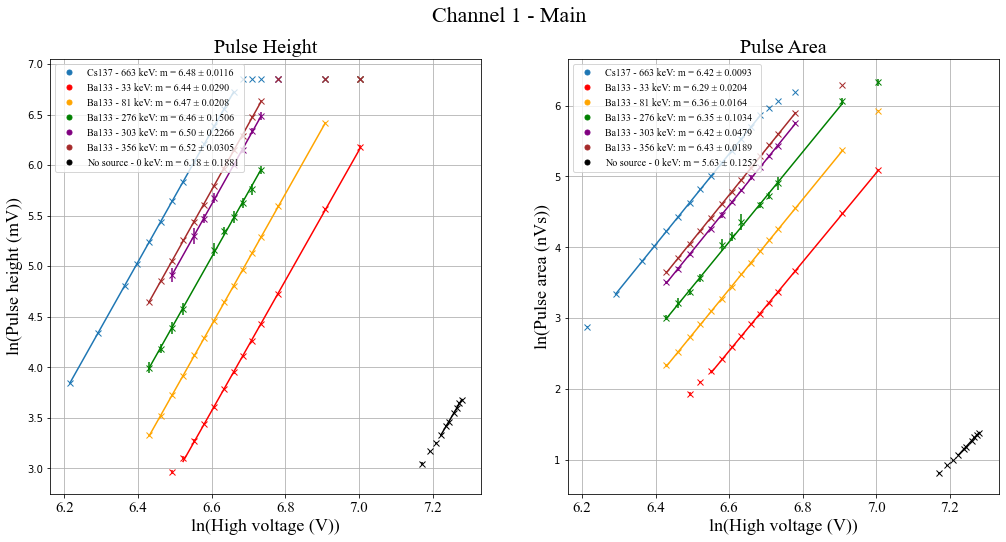 Channel 1 - Main
Pulse Height
Cs137 - 663 keV: m = 6.48 ± 0.0116
Ba133 - 33 keV: m = 6.44 ± 0.0290
Ba133 - 81 keV: m = 6.47 ± 0.0208
Ba133 - 276 keV: m = 6.46 ± 0.1506
Ba133 - 303 keV: m = 6.50 ± 0.2266
Ba133 - 356 keV: m = 6.52 ± 0.0305
No source - 0 keV: m = 6.18 ± 0.1881
ln(Pulse height (mV))
7.0
6.5
6.0
5.5
5.0
4.5
4.0
3.5
3.0
6.2 6.4 6.6 6.8 7.0 7.2
ln(High voltage (V))
Pulse Area
Cs137 - 663 keV: m = 6.42 ± 0.0093
Ba133 - 33 keV: m = 6.29 ± 0.0204
Ba133 - 81 keV: m = 6.36 ± 0.0164
Ba133 - 276 keV: m = 6.35 ± 0.1034
Ba133 - 303 keV: m = 6.42 ± 0.0479
Ba133 - 356 keV: m = 6.43 ± 0.0189
No source - 0 keV: m = 5.63 ± 0.1252
ln(Pulse area (nVs))
6
5
4
3
2
1
6.2 6.4 6.6 6.8 7.0 7.2
ln(High voltage (V))